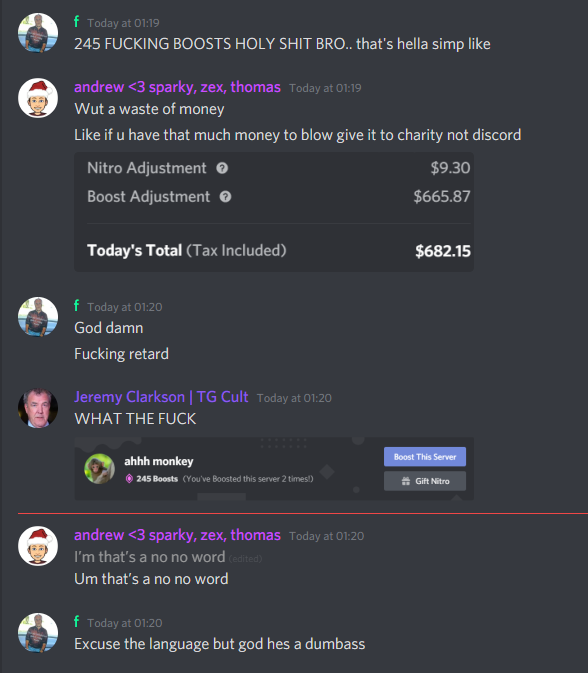 f Today at 01:19
245 FUCKING BOOSTS HOLY SHIT BRO.. that's hella simp like
andrew <3 sparky, zex, thomas Today at 01:19
Wut a waste of money
Like if u have that much money to blow give it to charity not discord
Nitro Adjustment ? $9.30
Boost Adjustment ? $665.87
Today's Total (Tax Included) $682.15
f Today at 01:20
God damn
Fucking retard
Jeremy Clarkson | TG Cult Today at 01:20
WHAT THE FUCK
Boost This Server
ahhh monkey
245 Boosts (You've Boosted this server 2 times!)
Gift Nitro
andrew <3 sparky, zex, thomas Today at 01:20
I'm that's a no no word (edited)
Um that's a no no word
f Today at 01:20
Excuse the language but god hes a dumbass